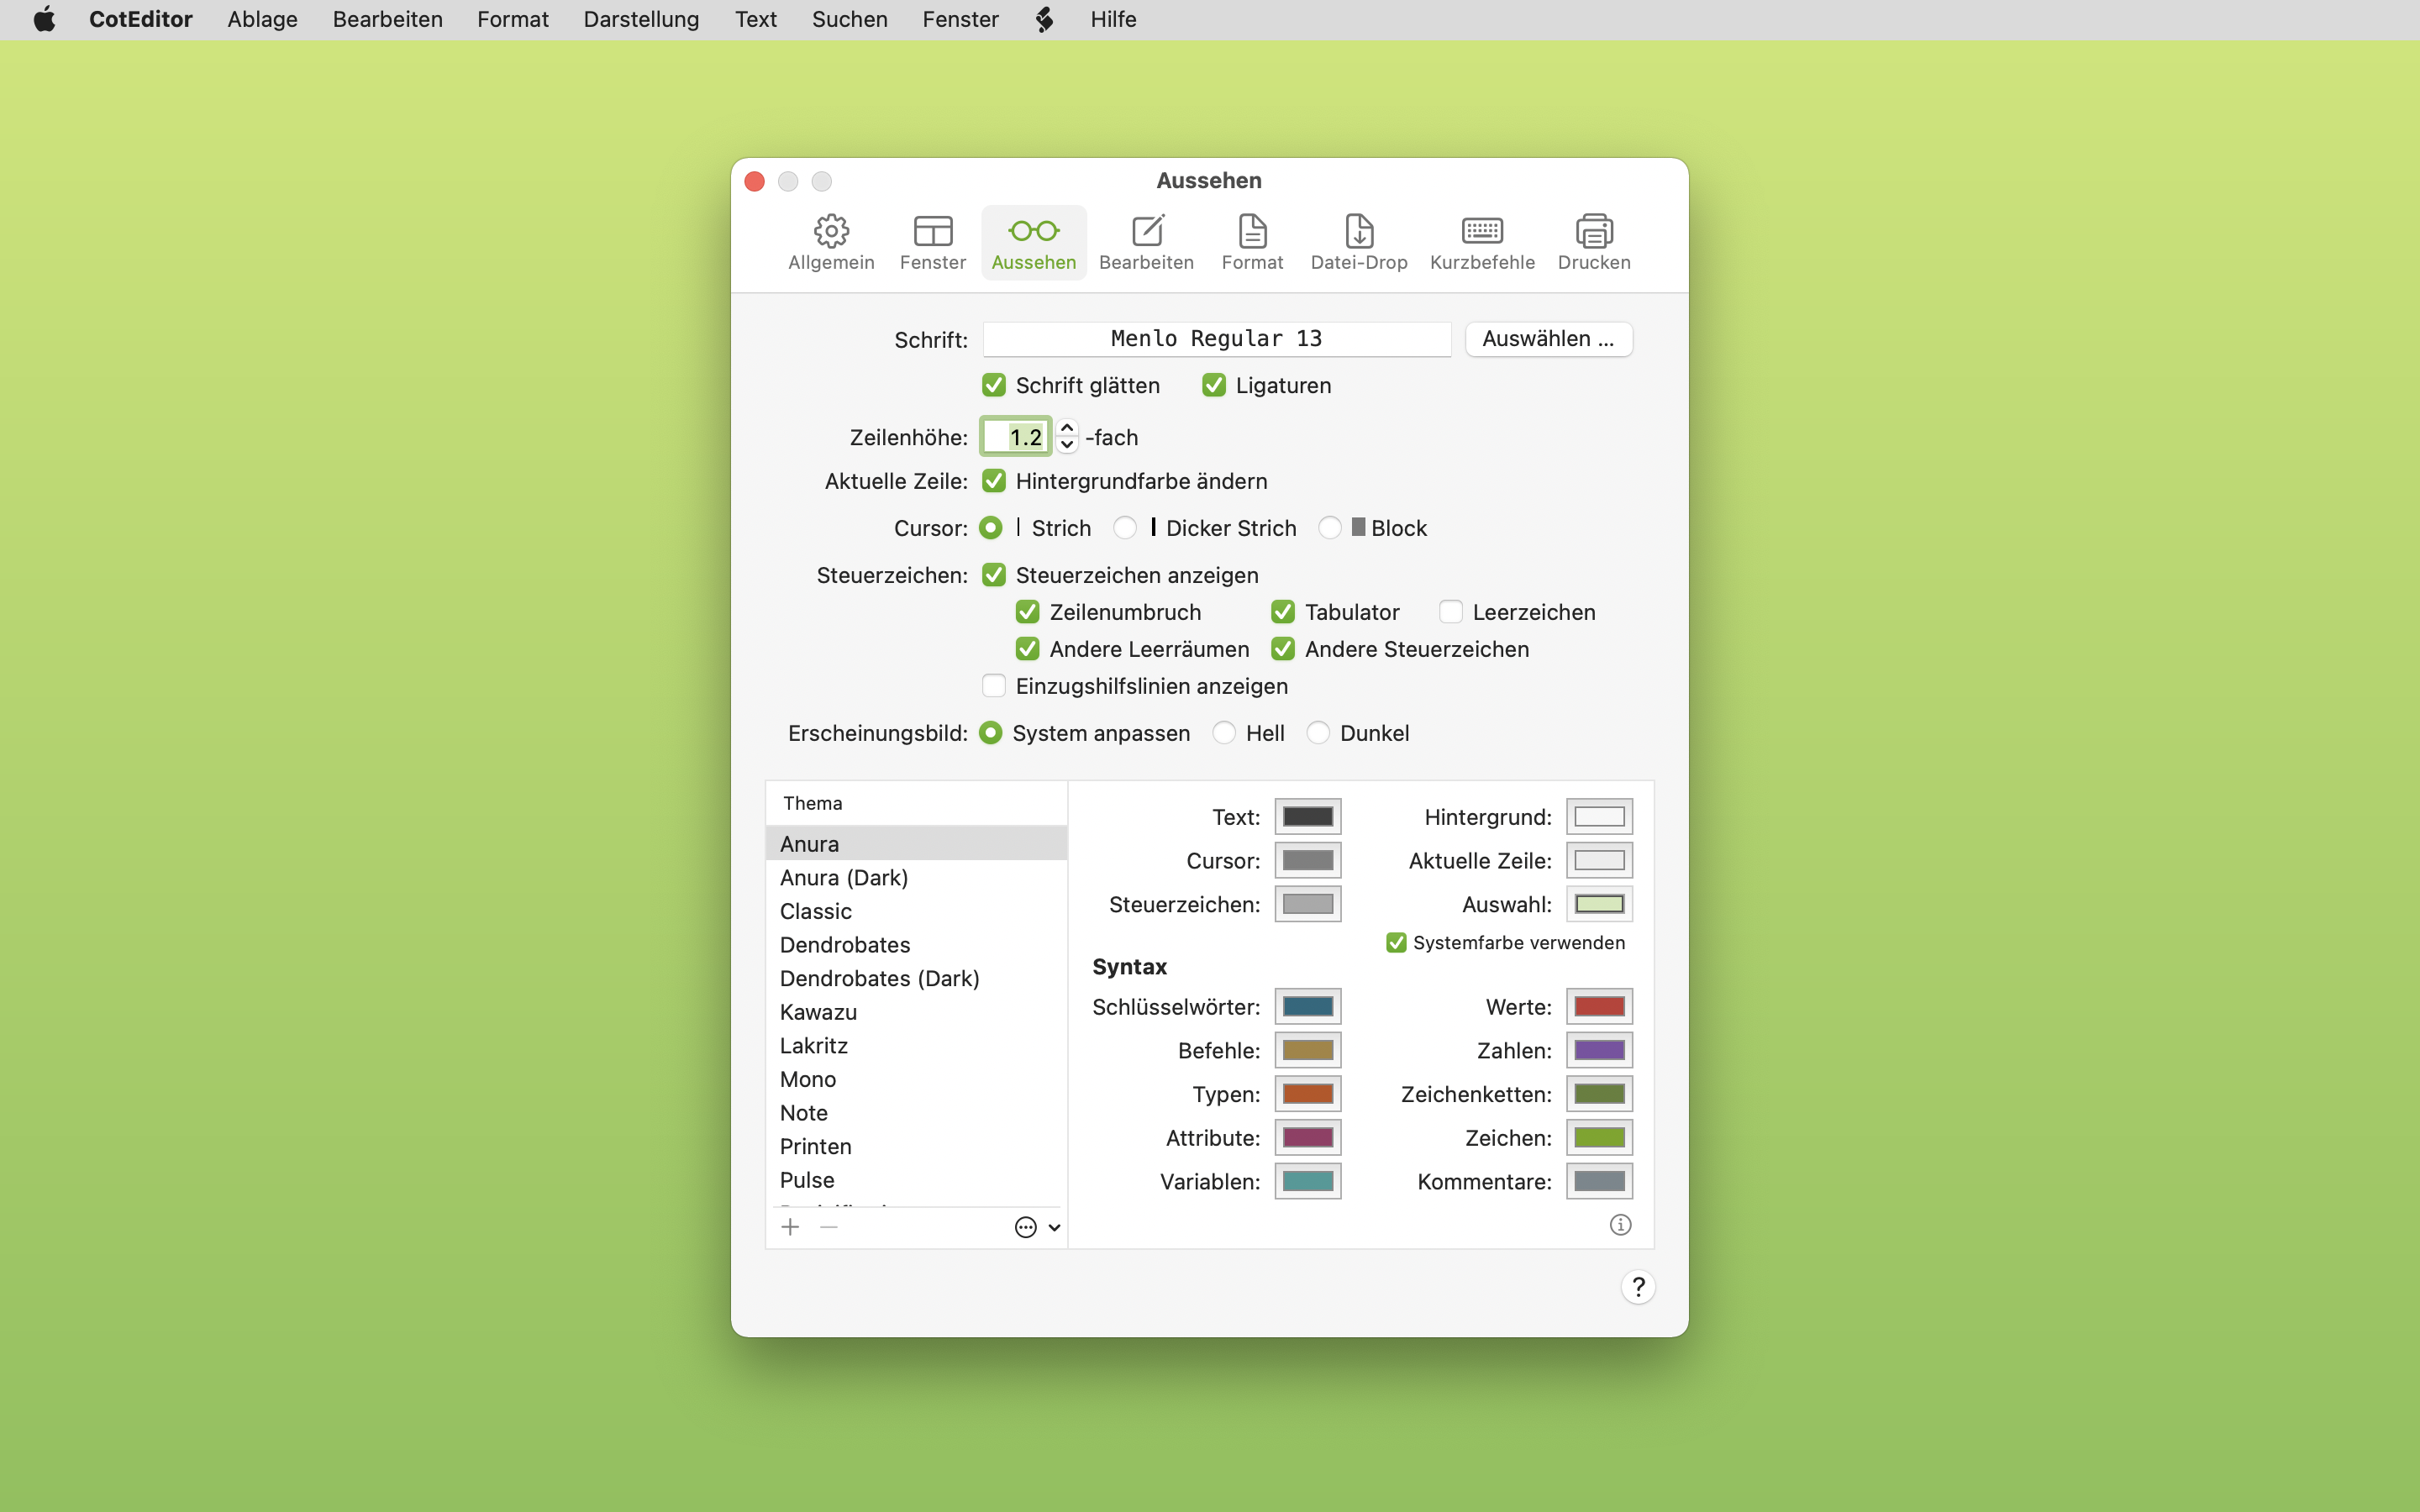 CotEditor Ablage Bearbeiten Format Darstellung Text Suchen Fenster Hilfe
Aussehen
Allgemein Fenster Aussehen Bearbeiten Format Datei-Drop Kurzbefehle Drucken
Schrift: Menlo Regular 13 Auswählen ...
Schrift glätten Ligaturen
Zeilenhöhe: 1.2 -fach
Aktuelle Zeile: Hintergrundfarbe ändern
Cursor: Strich Dicker Strich Block
Steuerzeichen: Steuerzeichen anzeigen
Zeilenumbruch Tabulator Leerzeichen
Andere Leerräumen Andere Steuerzeichen
Einzugshilfslinien anzeigen
Erscheinungsbild: System anpassen Hell Dunkel
Thema
Anura
Anura (Dark)
Classic
Dendrobates
Dendrobates (Dark)
Kawazu
Lakritz
Mono
Note
Printen
Pulse
Text: Hintergrund:
Cursor: Aktuelle Zeile:
Steuerzeichen: Auswahl:
Systemfarbe verwenden
Syntax
Schlüsselwörter: Werte:
Befehle: Zahlen:
Typen: Zeichenketten:
Attribute: Zeichen:
Variablen: Kommentare:
?